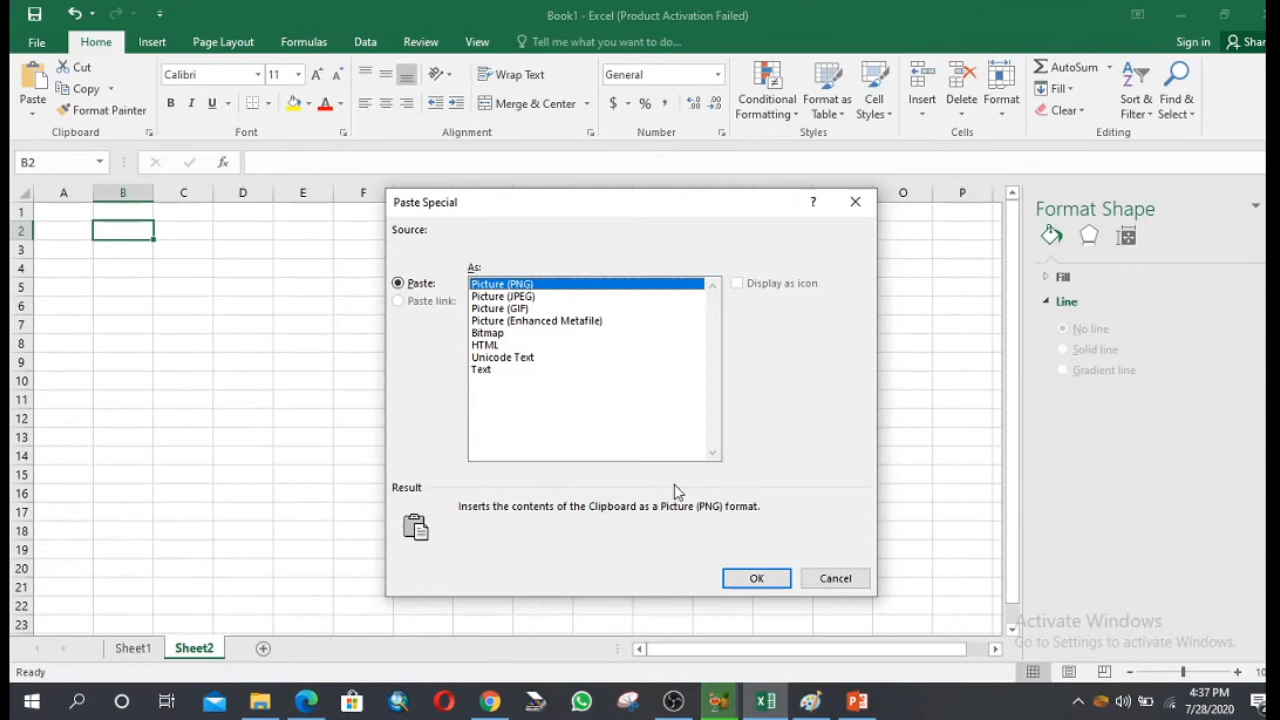 Book1 - Excel (Product Activation Failed)
File Home Insert Page Layout Formulas Data Review View Tell me what you want to do... Sign in Shar
Paste
Cut
Copy
Format Painter
Clipboard
Calibri 11
B I U A
Font
Wrap Text
Merge & Center
Alignment
General
$ % ,
Number
Conditional Formatting
Format as Table
Cell Styles
Styles
Insert
Delete
Format
Cells
AutoSum
Fill
Clear
Sort & Filter
Find & Select
Editing
B2 fx
A B C D E F O P
1
2
3
4
5
6
7
8
9
10
11
12
13
14
15
16
17
18
19
20
21
22
23
Paste Special ?
Source:
As:
Paste:
Paste link:
Picture (PNG)
Picture (JPEG)
Picture (GIF)
Picture (Enhanced Metafile)
Bitmap
HTML
Unicode Text
Text
Display as icon
Result
Inserts the contents of the Clipboard as a Picture (PNG) format.
OK Cancel
Format Shape
Fill
Line
No line
Solid line
Gradient line
Activate Windows
Go to Settings to activate Windows.
Sheet1 Sheet2
Ready 10
4:37 PM
7/28/2020